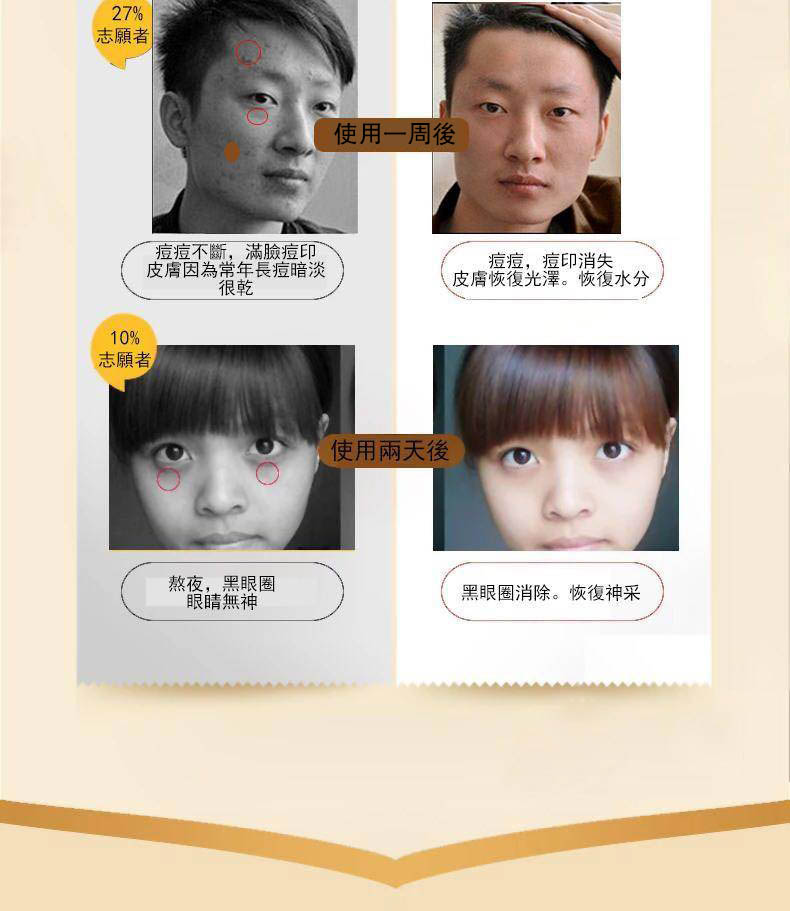 27%
志願者
使用一周後
痘痘不斷，滿臉痘印
皮膚因為常年長痘暗淡
很乾
痘痘，痘印消失
皮膚恢復光澤。恢復水分
10%
志願者
使用兩天後
熬夜，黑眼圈
眼睛無神
黑眼圈消除。恢復神采